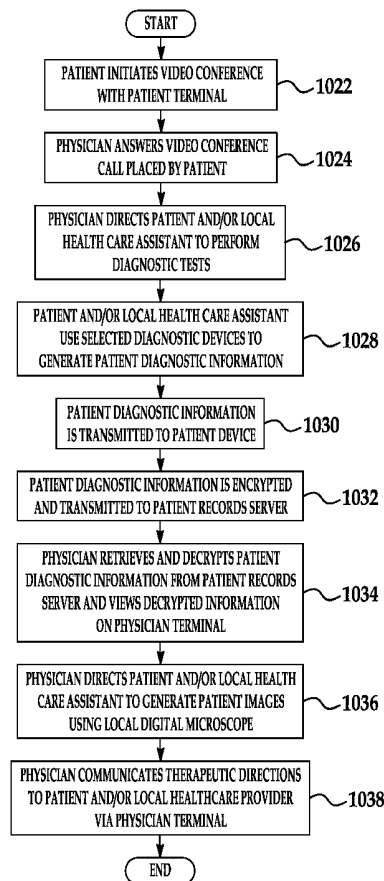 START
PATIENT INITIATES VIDEO CONFERENCE
WITH PATIENT TERMINAL
1022
PHYSICIAN ANSWERS VIDEO CONFERENCE
CALL PLACED BY PATIENT
1024
PHYSICIAN DIRECTS PATIENT AND/OR LOCAL
HEALTH CARE ASSISTANT TO PERFORM
DIAGNOSTIC TESTS
1026
PATIENT AND/OR LOCAL HEALTH CARE ASSISTANT
USE SELECTED DIAGNOSTIC DEVICES TO
GENERATE PATIENT DIAGNOSTIC INFORMATION
1028
PATIENT DIAGNOSTIC INFORMATION
IS TRANSMITTED TO PATIENT DEVICE
1030
PATIENT DIAGNOSTIC INFORMATION IS ENCRYPTED
AND TRANSMITTED TO PATIENT RECORDS SERVER
1032
PHYSICIAN RETRIEVES AND DECRYPTS PATIENT
DIAGNOSTIC INFORMATION FROM PATIENT RECORDS
SERVER AND VIEWS DECRYPTED INFORMATION
ON PHYSICIAN TERMINAL
1034
PHYSICIAN DIRECTS PATIENT AND/OR LOCAL HEALTH
CARE ASSISTANT TO GENERATE PATIENT IMAGES
USING LOCAL DIGITAL MICROSCOPE
1036
PHYSICIAN COMMUNICATES THERAPEUTIC DIRECTIONS
TO PATIENT AND/OR LOCAL HEALTHCARE PROVIDER
VIA PHYSICIAN TERMINAL
1038
END